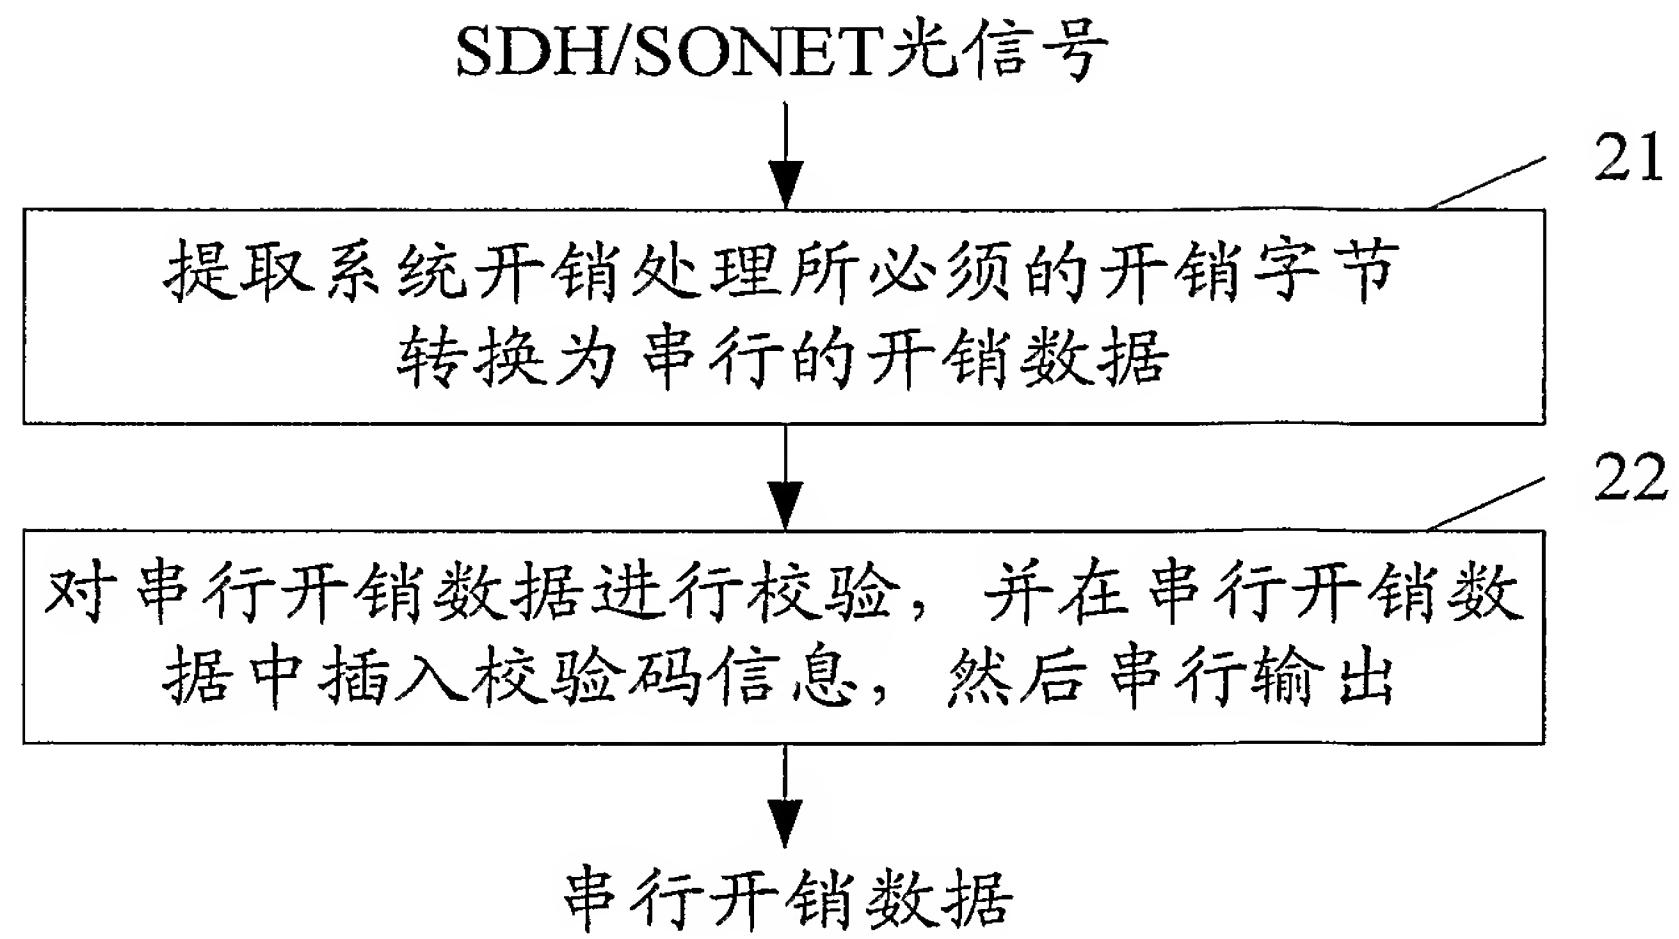 SDH/SONET光信号
21
提取系统开销处理所必须的开销字节
转换为串行的开销数据
22
对串行开销数据进行校验，并在串行开销数
据中插入校验码信息，然后串行输出
串行开销数据